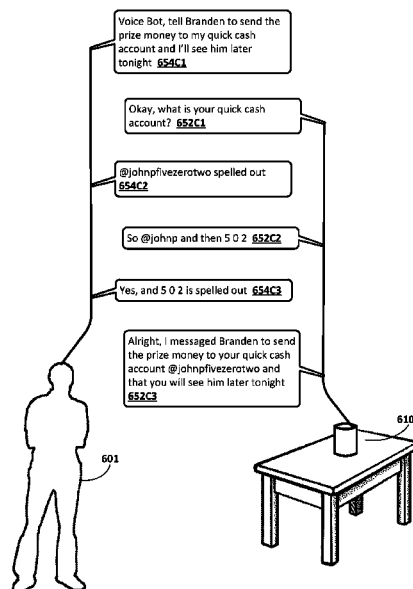 Voice Bot, tell Branden to send the
prize money to my quick cash
account and I'll see him later
tonight 654C1
Okay, what is your quick cash
account? 652C1
@johnpfivezerotwo spelled out
654C2
So @johnp and then 5 0 2 652C2
Yes, and 5 0 2 is spelled out 654C3
Alright, I messaged Branden to send
the prize money to your quick cash
account @johnpfivezerotwo and
that you will see him later tonight
652C3
610
601